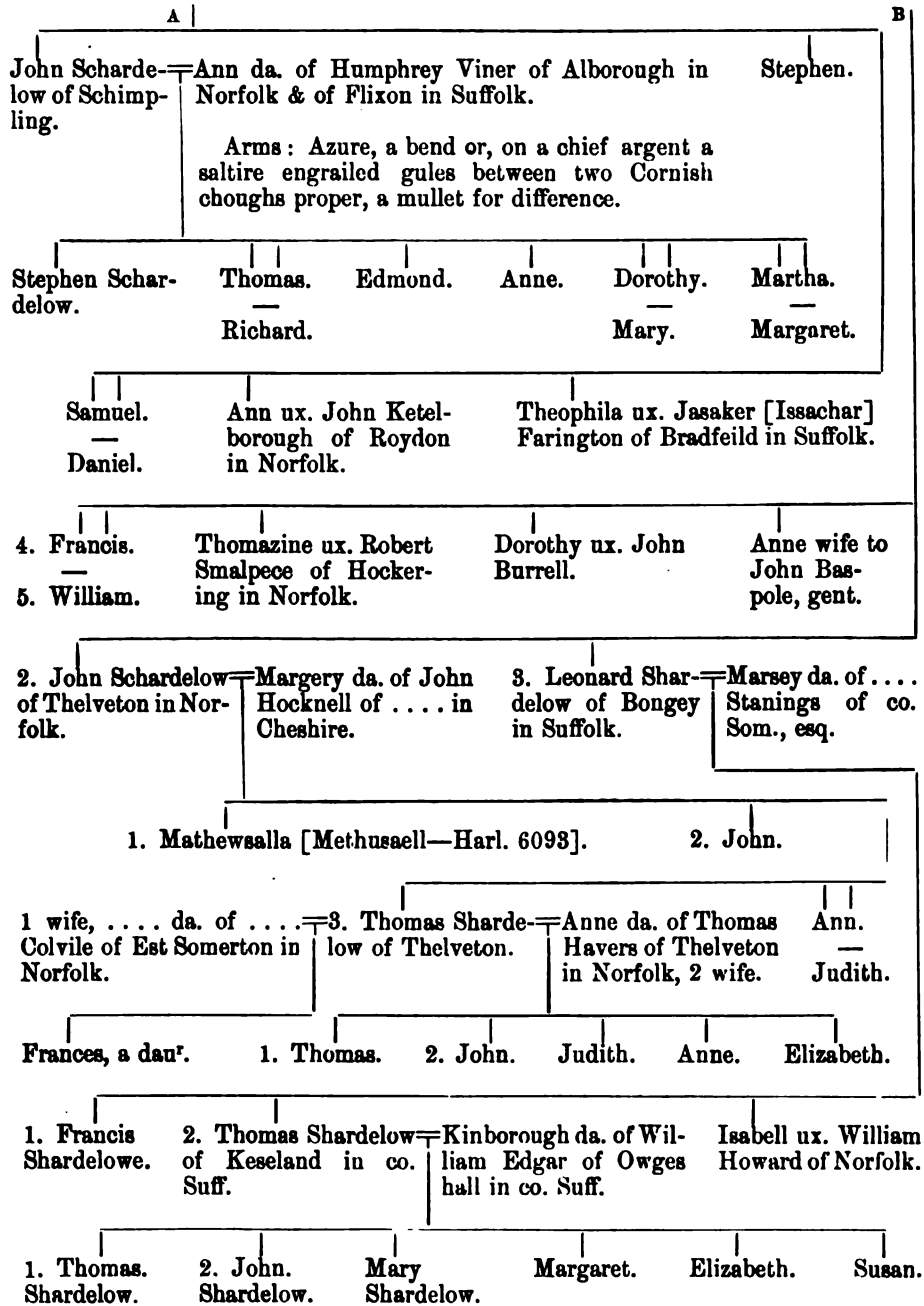 A B
John Scharde- Ann da. of Humphrey Viner of Alborough in Stephen.
low of Schimp- Norfolk & of Flixon in Suffolk.
ling.
Arms: Azure, a bend or, on a chief argent a
saltire engrailed gules between two Cornish
choughs proper, a mullet for difference.
Stephen Schar- Thomas. Edmond. Anne. Dorothy. Martha.
delow. — — —
Richard. Mary. Margaret.
Samuel. Ann ux. John Ketel- Theophila ux. Jasaker [Issachar]
— borough of Roydon Farington of Bradfeild in Suffolk.
Daniel. in Norfolk.
4. Francis. Thomazine ux. Robert Dorothy ux. John Anne wife to
— Smalpece of Hocker- Burrell. John Bas-
5. William. ing in Norfolk. pole, gent.
2. John Schardelow Margery da. of John 3. Leonard Shar- Marsey da. of ....
of Thelveton in Nor- Hocknell of .... in delow of Bongey Stanings of co.
folk. Cheshire. in Suffolk. Som., esq.
1. Mathewsalla [Methusaell—Harl. 6093]. 2. John.
1 wife, .... da. of .... 3. Thomas Sharde- Anne da. of Thomas Ann.
Colvile of Est Somerton in low of Thelveton. Havers of Thelveton —
Norfolk. in Norfolk, 2 wife. Judith.
Frances, a dauʳ. 1. Thomas. 2. John. Judith. Anne. Elizabeth.
1. Francis 2. Thomas Shardelow Kinborough da. of Wil- Isabell ux. William
Shardelowe. of Keseland in co. liam Edgar of Owges Howard of Norfolk.
Suff. hall in co. Suff.
1. Thomas. 2. John. Mary Margaret. Elizabeth. Susan.
Shardelow. Shardelow. Shardelow.